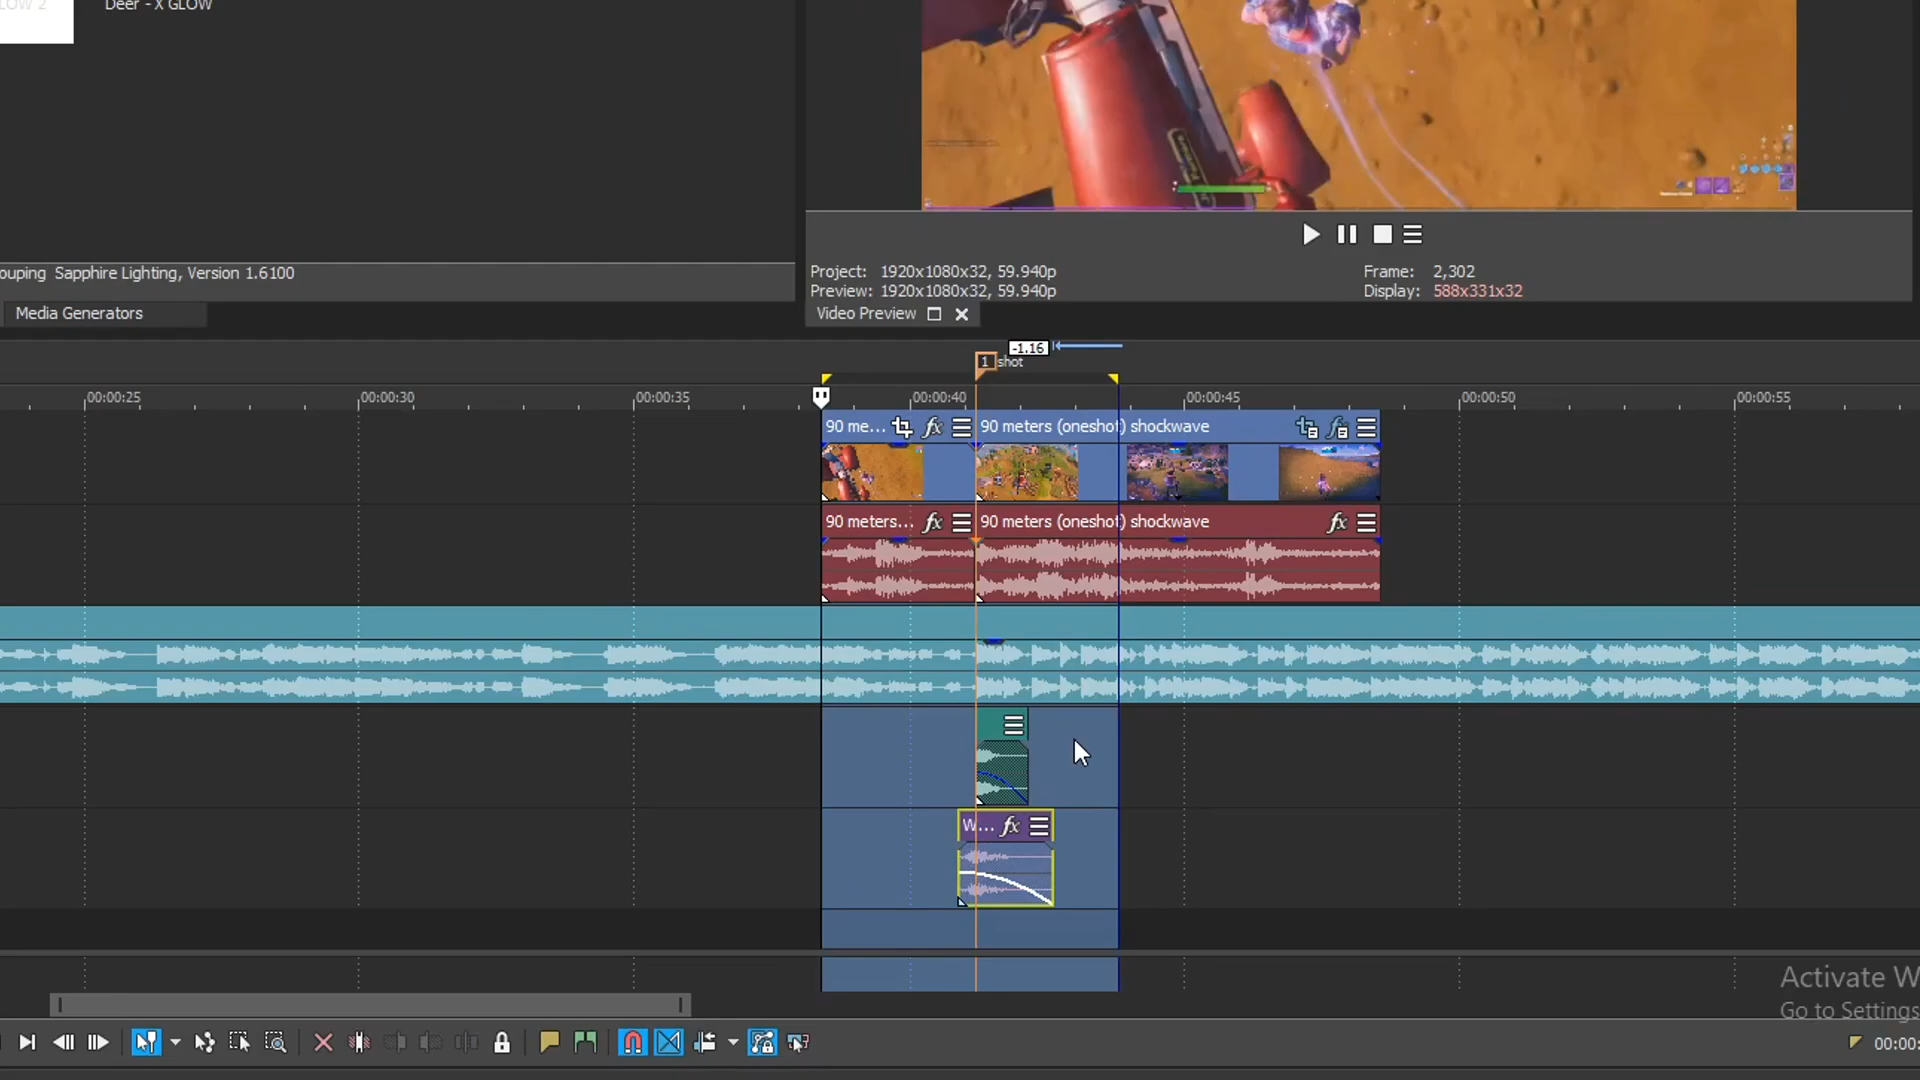 LOW 2
Deer - X GLOW
ouping Sapphire Lighting, Version 1.6100
Media Generators
Project: 1920x1080x32, 59.940p
Preview: 1920x1080x32, 59.940p
Frame: 2,302
Display: 588x331x32
Video Preview
-1.16
1 shot
00:00:25
00:00:30
00:00:35
00:00:40
00:00:45
00:00:50
00:00:55
90 me...
90 meters (oneshot) shockwave
90 meters...
90 meters (oneshot) shockwave
W...
Activate W
Go to Settings
00:00: